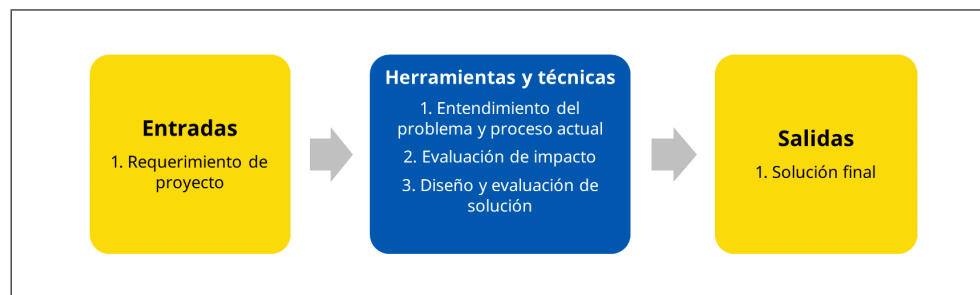 Entradas
1. Requerimiento de
proyecto
Herramientas y técnicas
1. Entendimiento del
problema y proceso actual
2. Evaluación de impacto
3. Diseño y evaluación de
solución
Salidas
1. Solución final